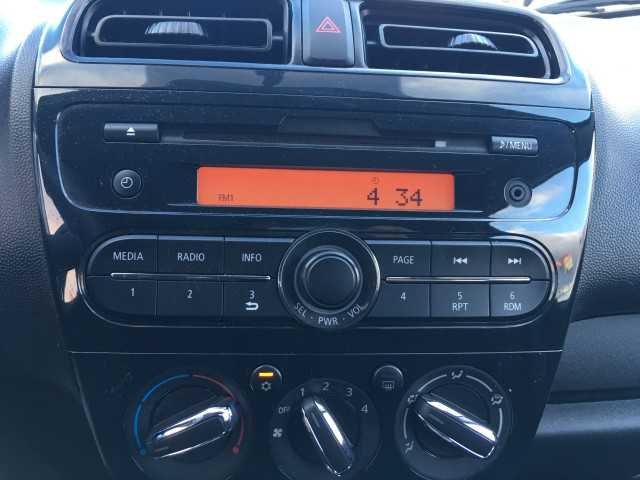 ♪/MENU
FM1 4 34
MEDIA RADIO INFO PAGE
1 2 3 4 5 6
RPT RDM
SEL · PWR · VOL
OFF 1 2 3 4